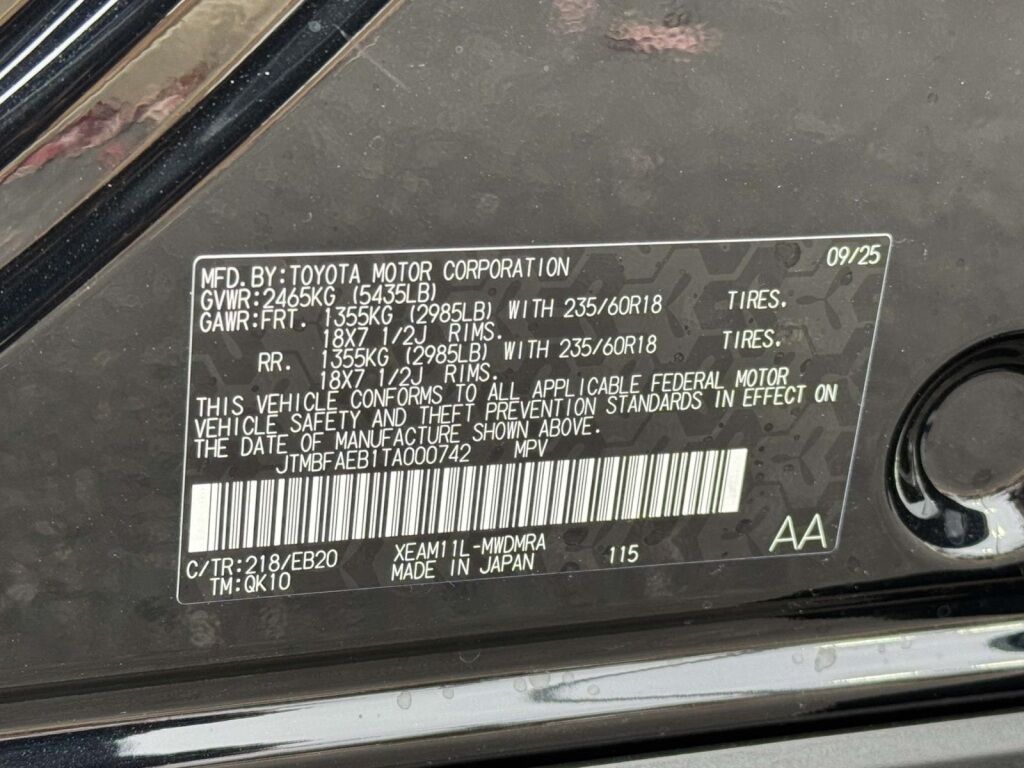 09/25
MFD.BY:TOYOTA MOTOR CORPORATION
GVWR:2465KG (5435LB)
GAWR:FRT. 1355KG (2985LB) WITH 235/60R18 TIRES.
18X7 1/2J RIMS.
RR. 1355KG (2985LB) WITH 235/60R18 TIRES.
18X7 1/2J RIMS.
THIS VEHICLE CONFORMS TO ALL APPLICABLE FEDERAL MOTOR
VEHICLE SAFETY AND THEFT PREVENTION STANDARDS IN EFFECT ON
THE DATE OF MANUFACTURE SHOWN ABOVE.
JTMBFAEB1TA000742 MPV
C/TR:218/EB20 XEAM11L-MWDMRA 115 AA
TM:QK10 MADE IN JAPAN